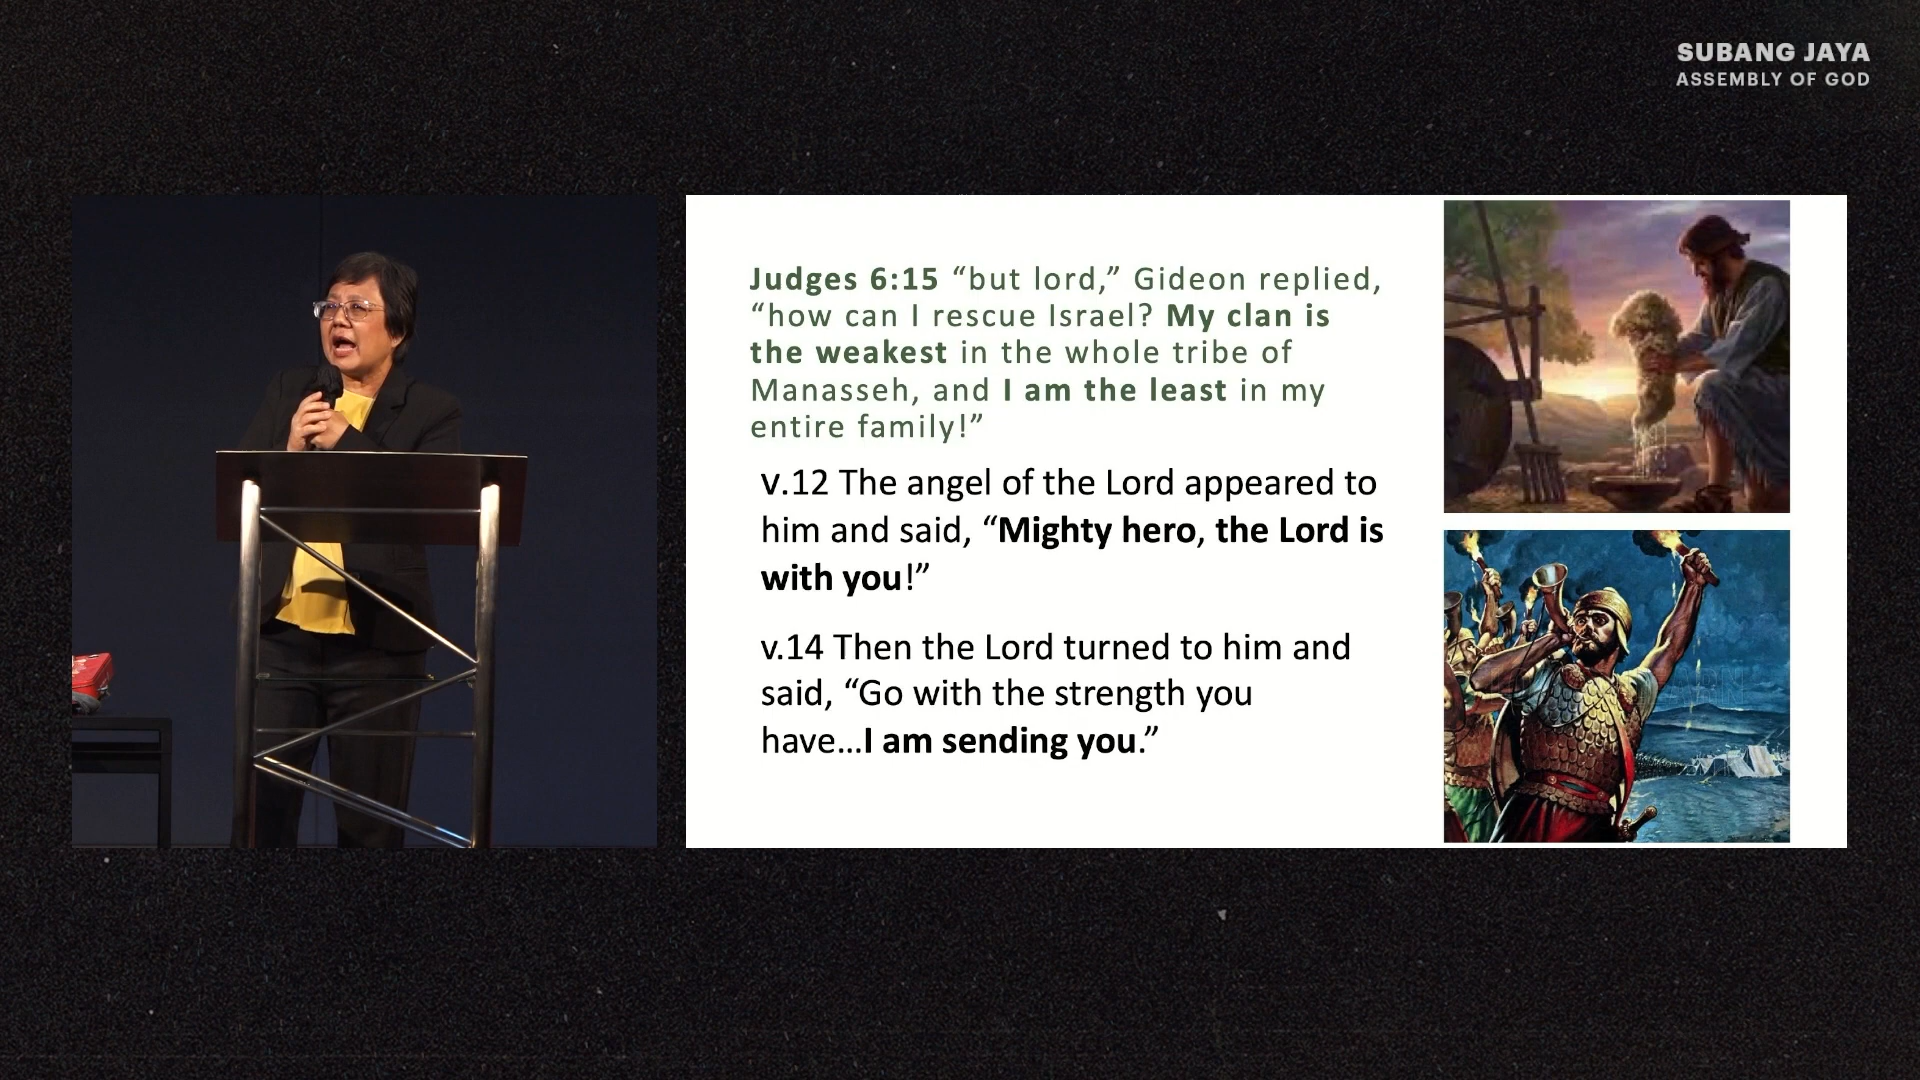 SUBANG JAYA
ASSEMBLY OF GOD
Judges 6:15 “but lord,” Gideon replied,
“how can I rescue Israel? My clan is
the weakest in the whole tribe of
Manasseh, and I am the least in my
entire family!”
v.12 The angel of the Lord appeared to
him and said, “Mighty hero, the Lord is
with you!”
v.14 Then the Lord turned to him and
said, “Go with the strength you
have…I am sending you.”